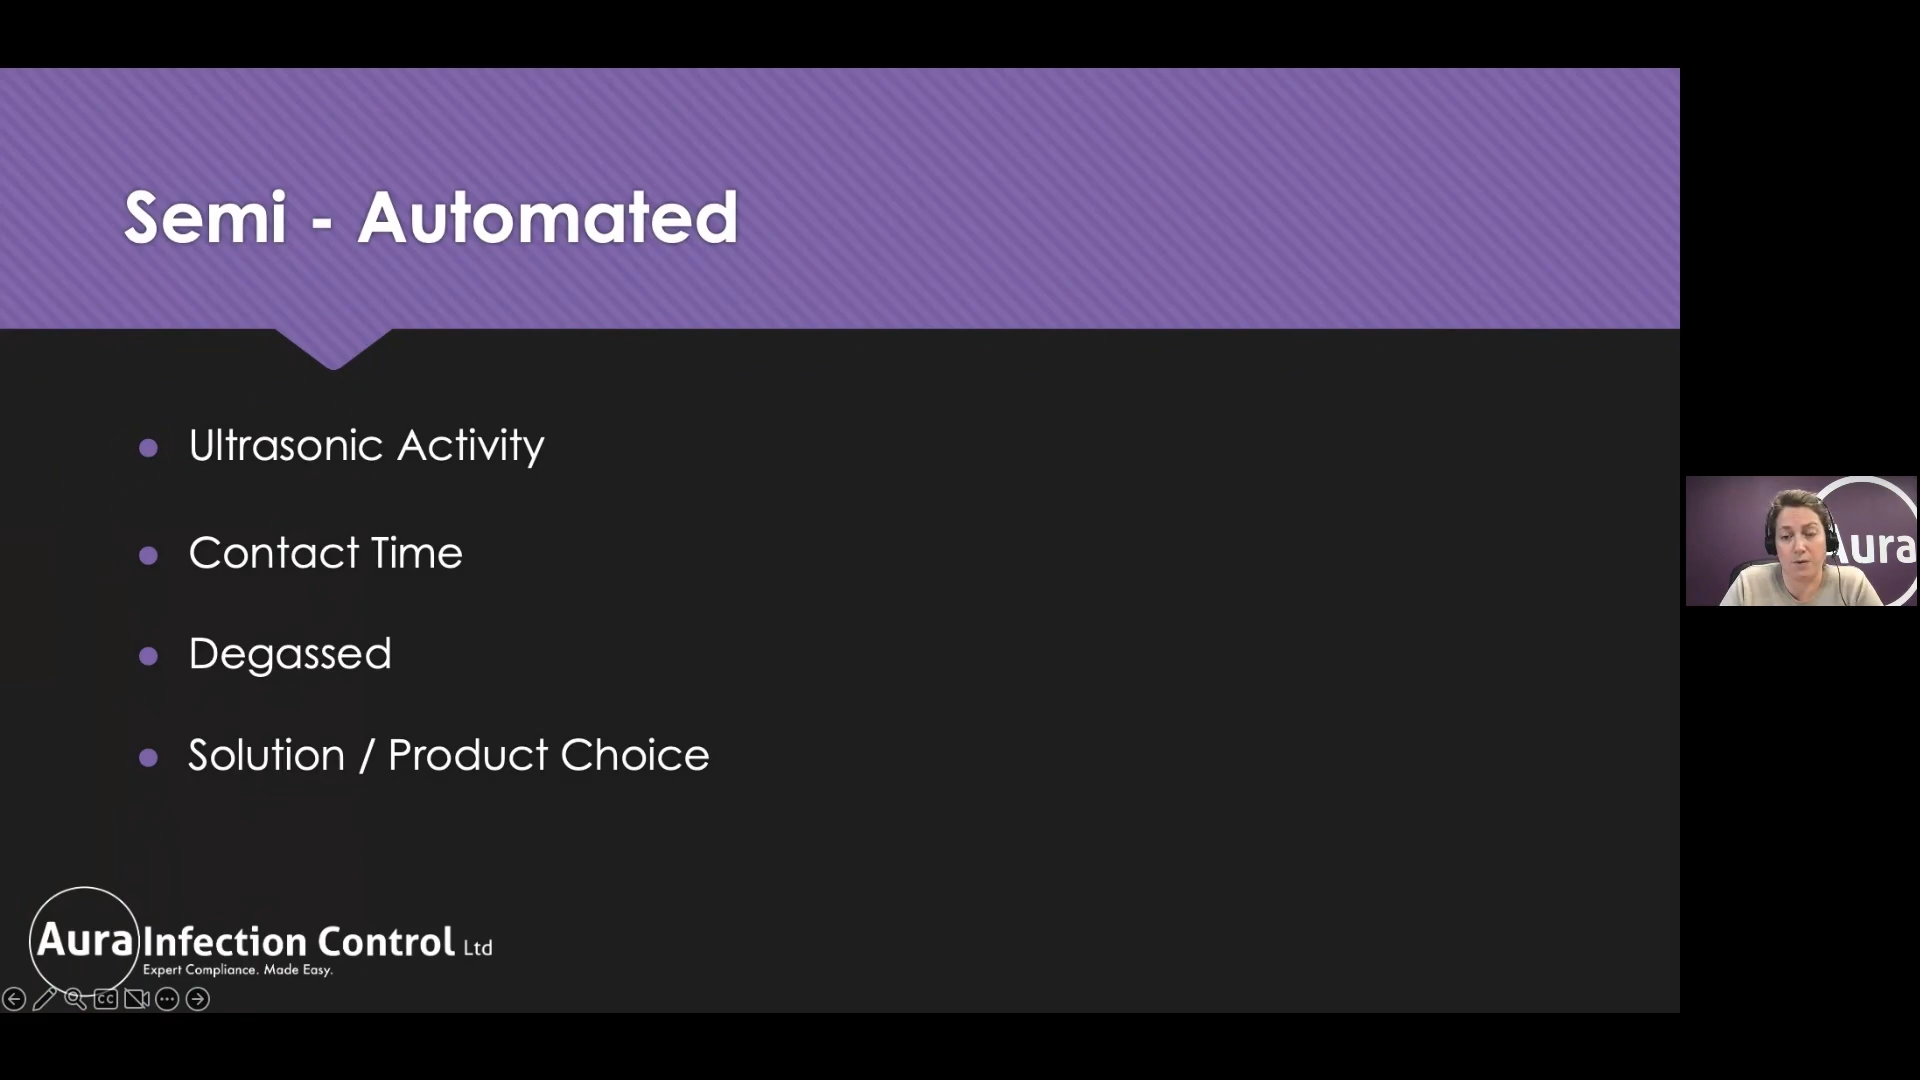 Semi - Automated
Ultrasonic Activity
Contact Time
Degassed
Solution / Product Choice
Aura Infection Control Ltd
Expert Compliance. Made Easy.
CC
Aura